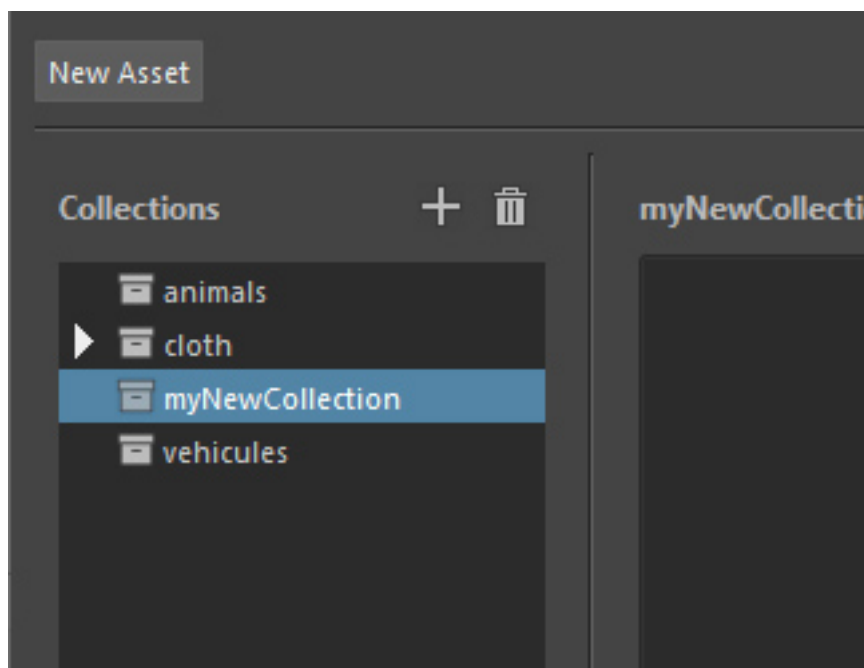 New Asset
Collections
myNewCollecti
animals
cloth
myNewCollection
vehicules